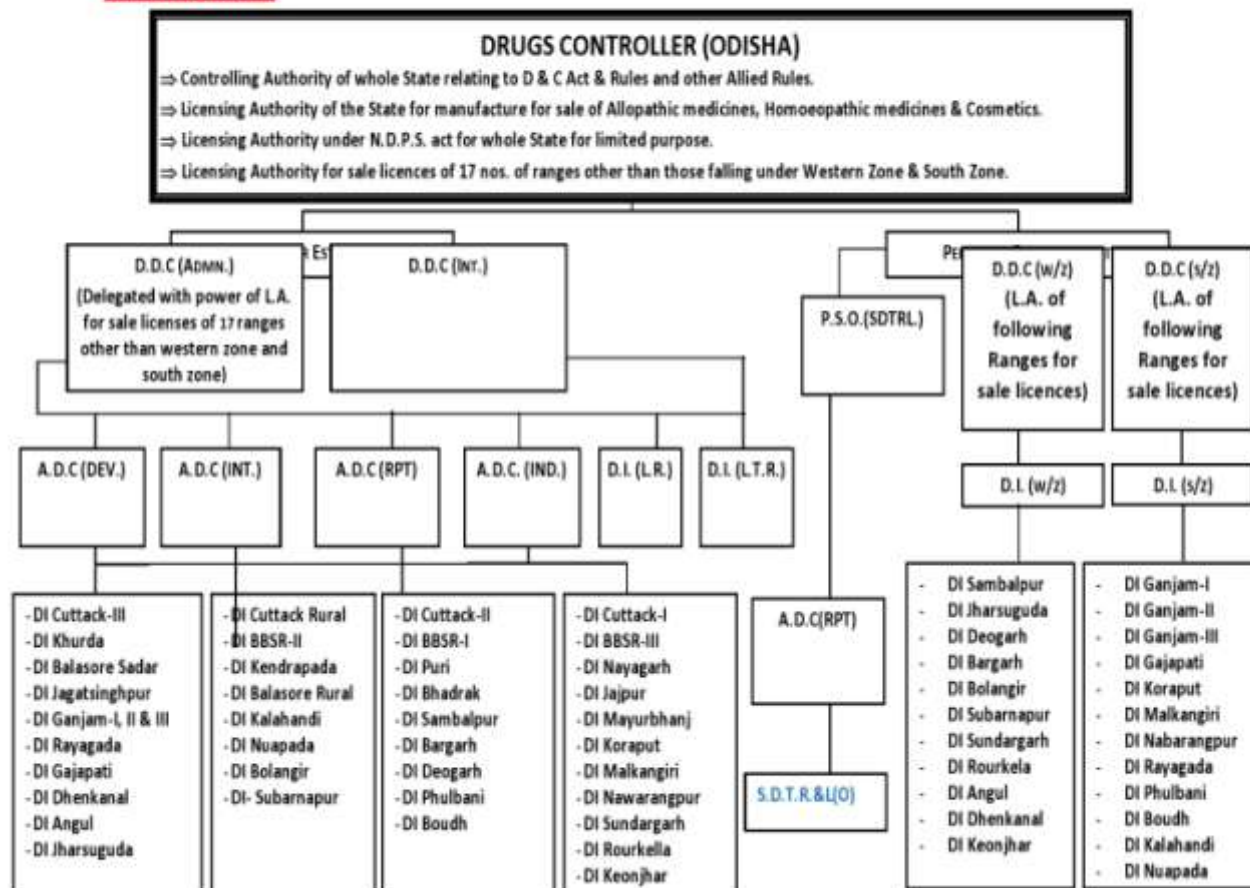 DRUGS CONTROLLER (ODISHA)
⇒ Controlling Authority of whole State relating to D & C Act & Rules and other Allied Rules.
⇒ Licensing Authority of the State for manufacture for sale of Allopathic medicines, Homoeopathic medicines & Cosmetics.
⇒ Licensing Authority under N.D.P.S. act for whole State for limited purpose.
⇒ Licensing Authority for sale licences of 17 nos. of ranges other than those falling under Western Zone & South Zone.
D.D.C (ADMN.)
(Delegated with power of L.A.
for sale licenses of 17 ranges
other than western zone and
south zone)
D.D.C (INT.)
P.S.O.(SDTRL.)
D.D.C (w/z)
(L.A. of
following
Ranges for
sale licences)
D.D.C (s/z)
(L.A. of
following
Ranges for
sale licences)
A.D.C (DEV.)
A.D.C (INT.)
A.D.C (RPT)
A.D.C. (IND.)
D.I. (L.R.)
D.I. (L.T.R.)
D.I. (w/z)
D.I. (s/z)
-DI Cuttack-III
-DI Khurda
-DI Balasore Sadar
-DI Jagatsinghpur
-DI Ganjam-I, II & III
-DI Rayagada
-DI Gajapati
-DI Dhenkanal
-DI Angul
-DI Jharsuguda
-DI Cuttack Rural
-DI BBSR-II
-DI Kendrapada
-DI Balasore Rural
-DI Kalahandi
-DI Nuapada
-DI Bolangir
-DI- Subarnapur
-DI Cuttack-II
-DI BBSR-I
-DI Puri
-DI Bhadrak
-DI Sambalpur
-DI Bargarh
-DI Deogarh
-DI Phulbani
-DI Boudh
-DI Cuttack-I
-DI BBSR-III
-DI Nayagarh
-DI Jajpur
-DI Mayurbhanj
-DI Koraput
-DI Malkangiri
-DI Nawarangpur
-DI Sundargarh
-DI Rourkella
-DI Keonjhar
A.D.C(RPT)
S.D.T.R.&L(O)
- DI Sambalpur
- DI Jharsuguda
- DI Deogarh
- DI Bargarh
- DI Bolangir
- DI Subarnapur
- DI Sundargarh
- DI Rourkela
- DI Angul
- DI Dhenkanal
- DI Keonjhar
- DI Ganjam-I
- DI Ganjam-II
- DI Ganjam-III
- DI Gajapati
- DI Koraput
- DI Malkangiri
- DI Nabarangpur
- DI Rayagada
- DI Phulbani
- DI Boudh
- DI Kalahandi
- DI Nuapada